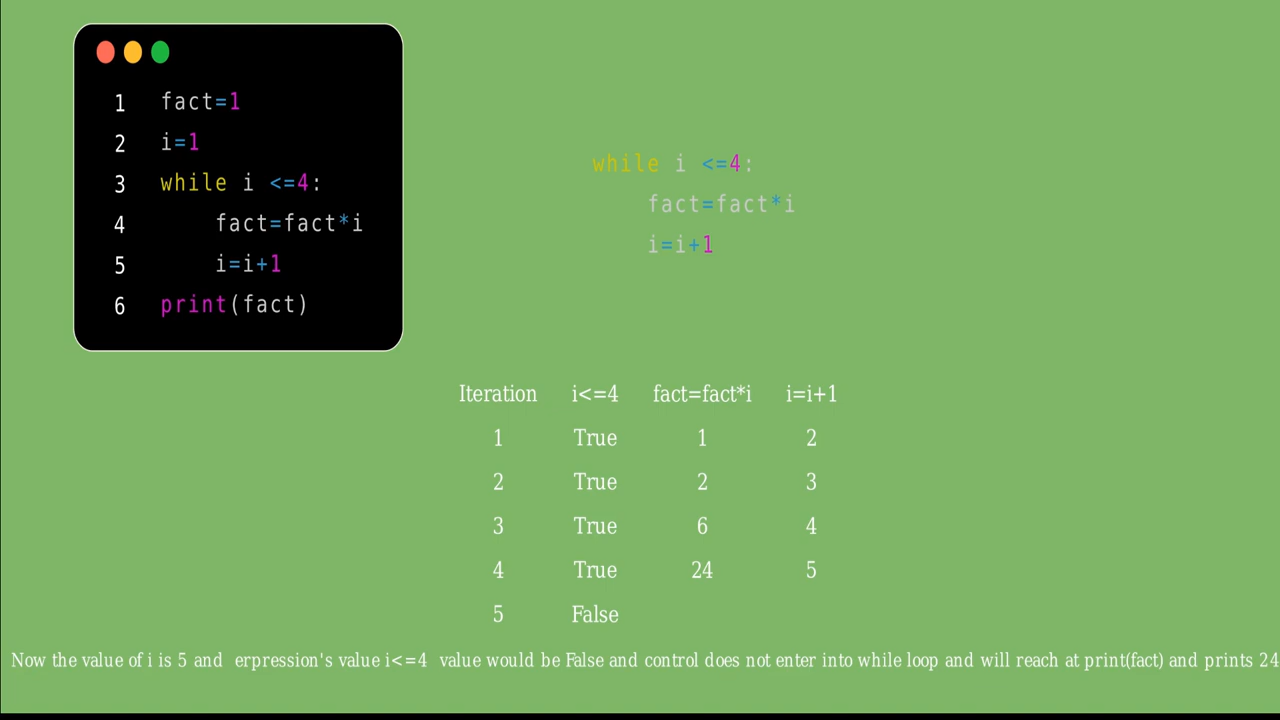 1 fact=1
2 i=1
3 while i <=4:
4 fact=fact*i
5 i=i+1
6 print(fact)
while i <=4:
fact=fact*i
i=i+1
Iteration i<=4 fact=fact*i i=i+1
1 True 1 2
2 True 2 3
3 True 6 4
4 True 24 5
5 False
Now the value of i is 5 and erpression's value i<=4 value would be False and control does not enter into while loop and will reach at print(fact) and prints 24